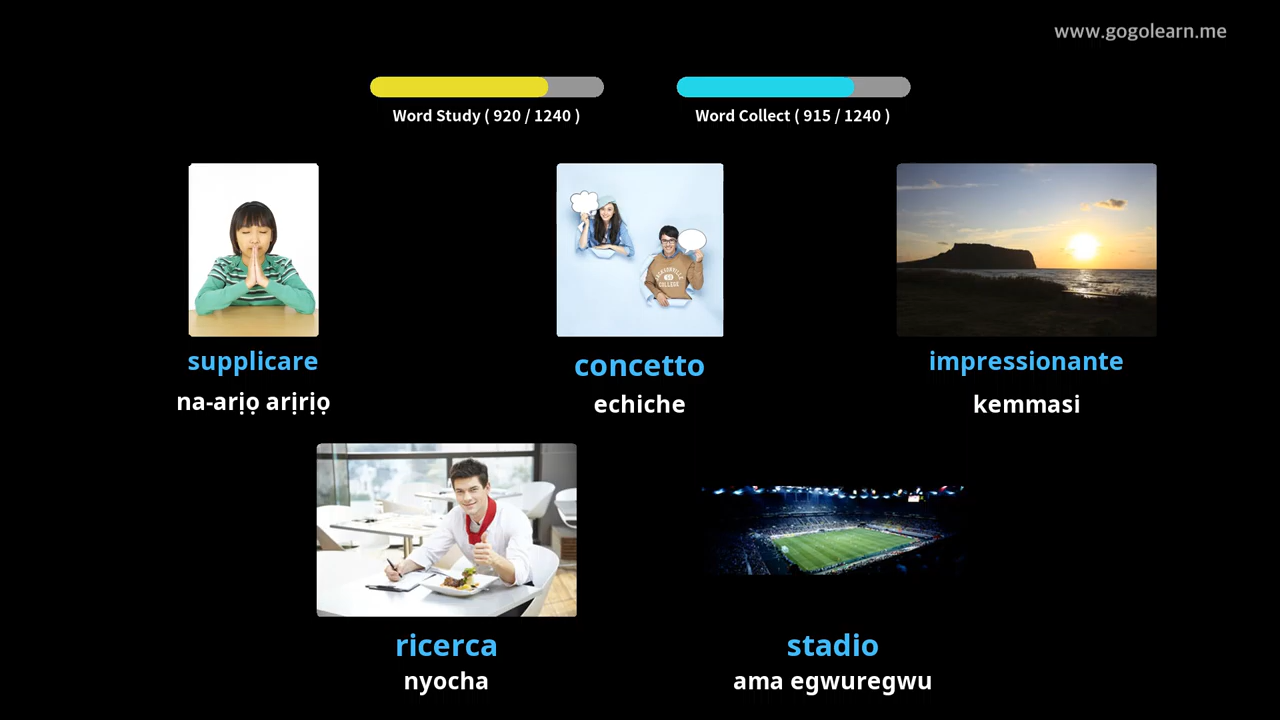 www.gogolearn.me
Word Study ( 920 / 1240 )
Word Collect ( 915 / 1240 )
supplicare
concetto
impressionante
na-arịọ arịrịọ
echiche
kemmasi
ricerca
stadio
nyocha
ama egwuregwu